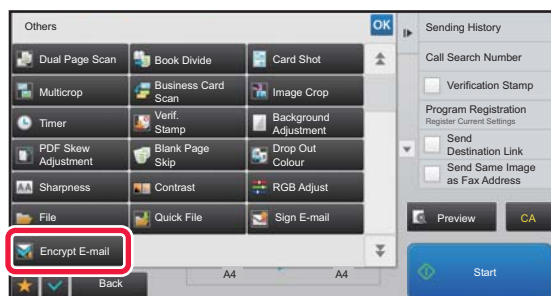 Others
OK
Dual Page Scan
Book Divide
Card Shot
Multicrop
Business Card
Scan
Image Crop
Timer
Verif.
Stamp
Background
Adjustment
PDF Skew
Adjustment
Blank Page
Skip
Drop Out
Colour
AA Sharpness
Contrast
RGB Adjust
File
Quick File
Sign E-mail
Encrypt E-mail
Back
A4
A4
Sending History
Call Search Number
Verification Stamp
Program Registration
Register Current Settings
Send
Destination Link
Send Same Image
as Fax Address
Preview
CA
Start